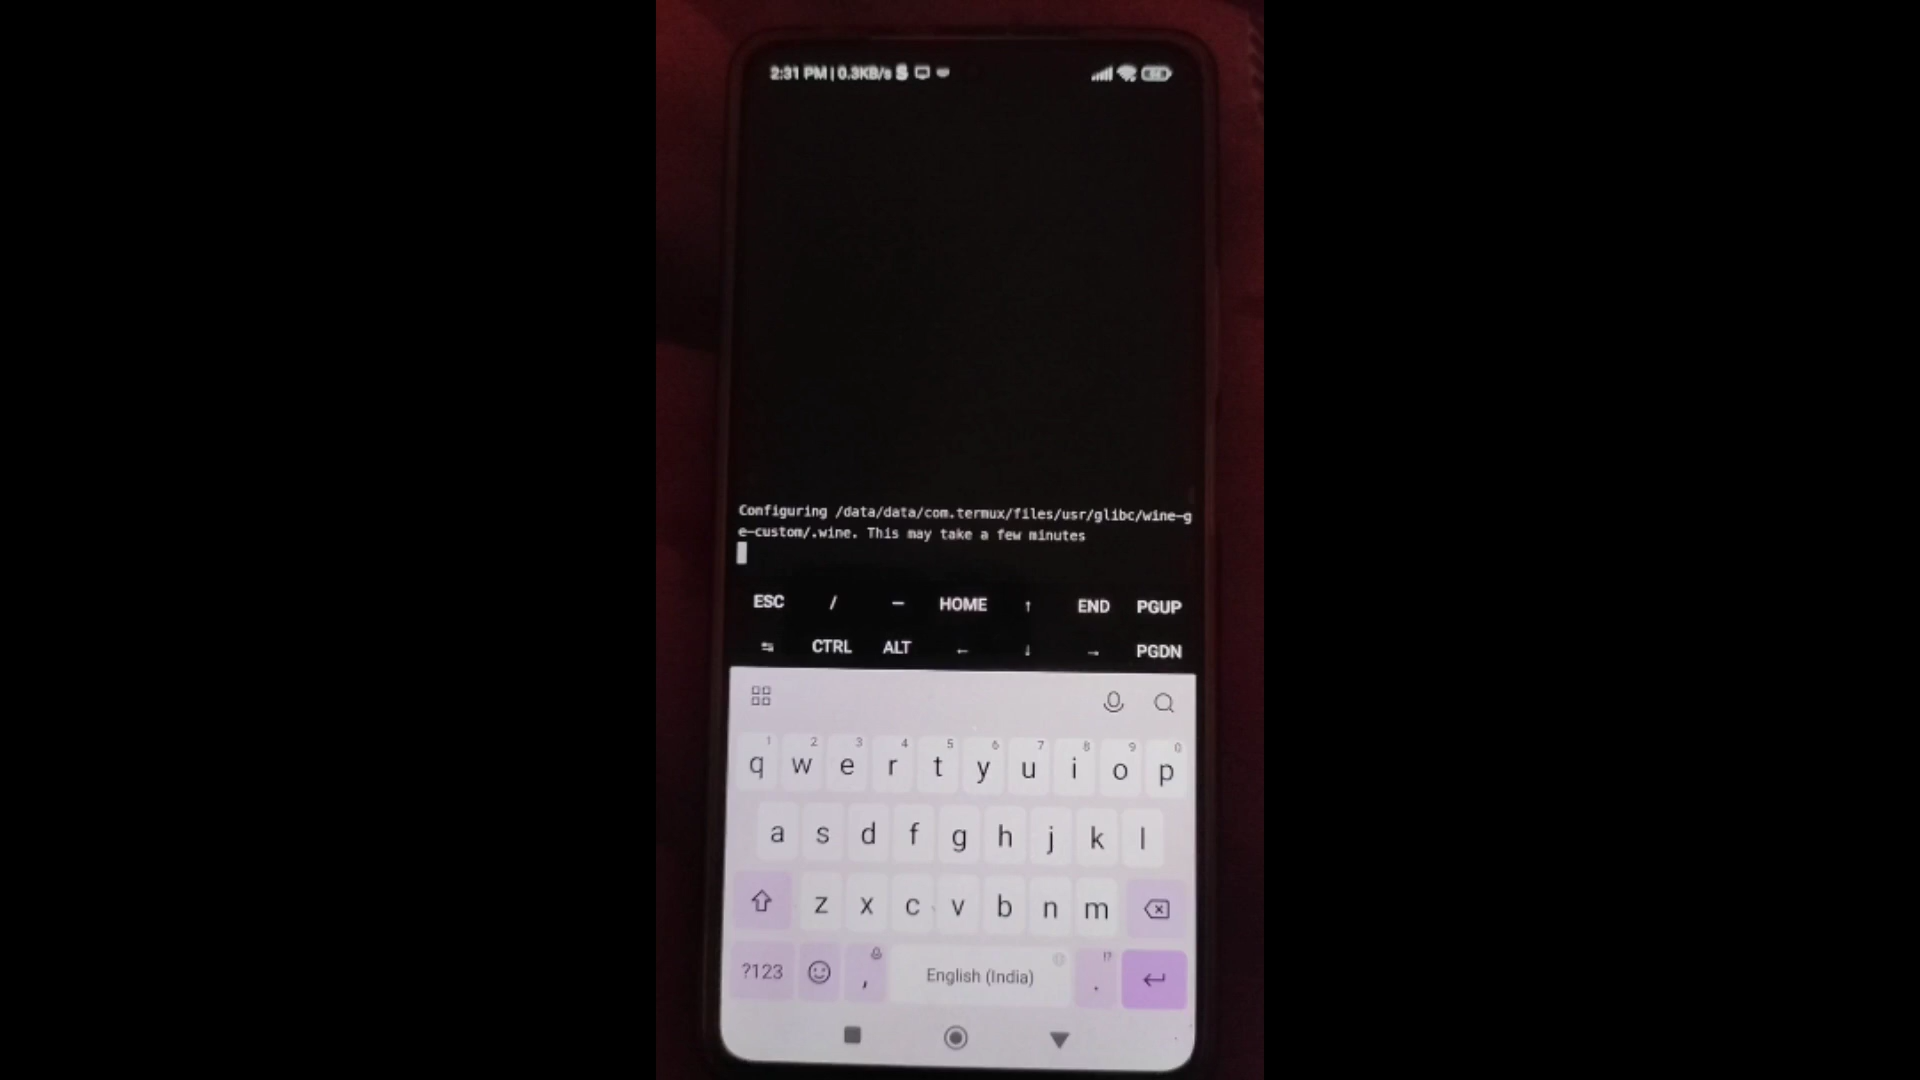 2:31 PM | 0.3KB/s
Configuring /data/data/com.termux/files/usr/glibc/wine-g
e-custom/.wine. This may take a few minutes
ESC / — HOME ↑ END PGUP
⇆ CTRL ALT ← ↓ → PGDN
1 2 3 4 5 6 7 8 9 0
q w e r t y u i o p
a s d f g h j k l
z x c v b n m
?123 , English (India) . !?